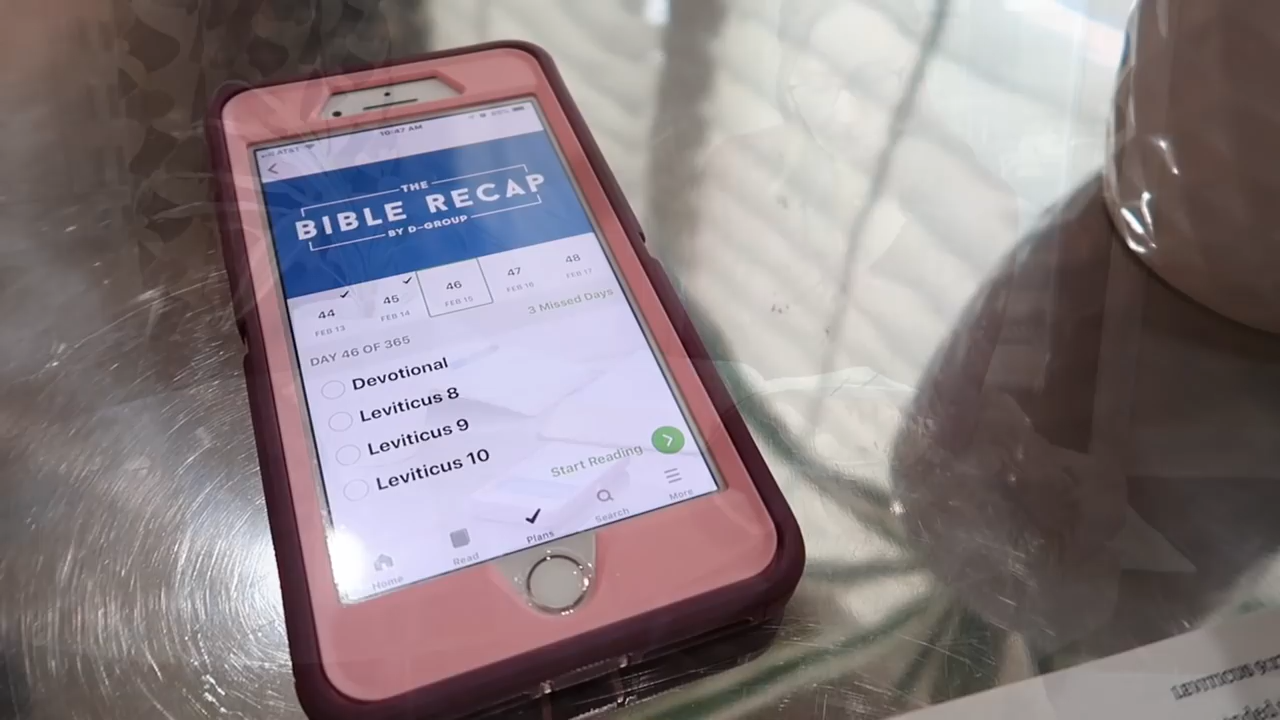 AT&T 10:47 AM
THE
BIBLE RECAP
BY D-GROUP
44 45 46 47 48
FEB 13 FEB 14 FEB 15 FEB 16 FEB 17
3 Missed Days
DAY 46 OF 365
Devotional
Leviticus 8
Leviticus 9
Leviticus 10
Start Reading
Home Read Plans Search More